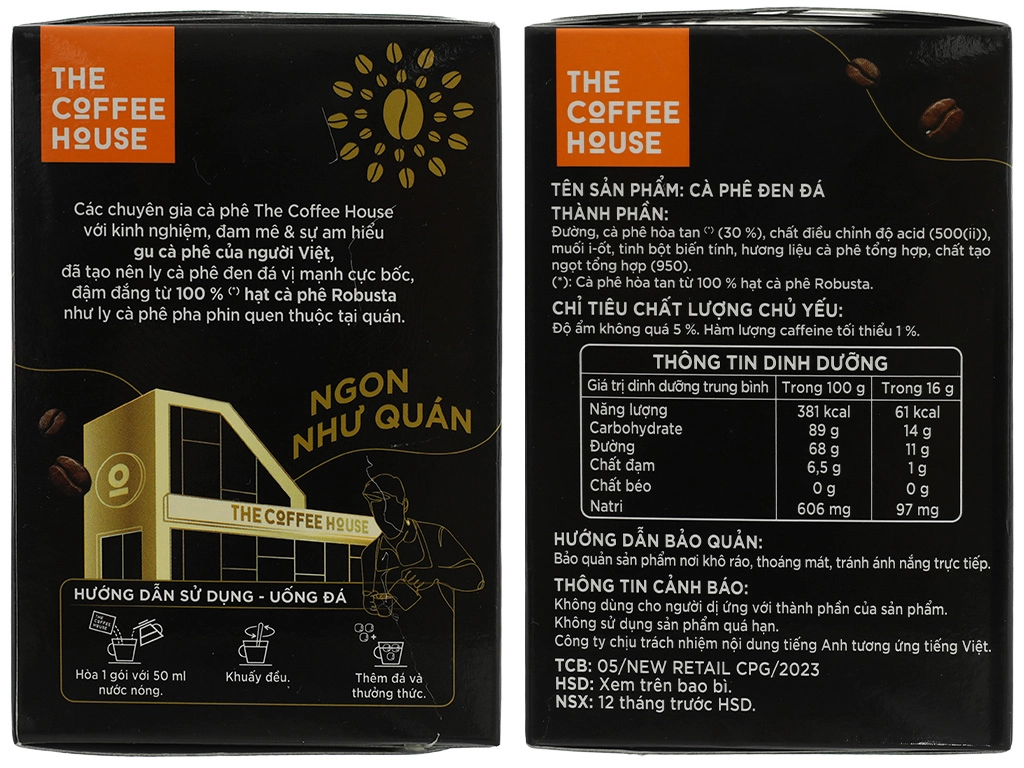 THE
COFFEE
HOUSE
Các chuyên gia cà phê The Coffee House
với kinh nghiệm, đam mê & sự am hiểu
gu cà phê của người Việt,
đã tạo nên ly cà phê đen đá vị mạnh cực bốc,
đậm đắng từ 100 % (*) hạt cà phê Robusta
như ly cà phê pha phin quen thuộc tại quán.
NGON
NHƯ QUÁN
THE COFFEE HOUSE
HƯỚNG DẪN SỬ DỤNG - UỐNG ĐÁ
THE
COFFEE
HOUSE
Hòa 1 gói với 50 ml
nước nóng.
Khuấy đều.
Thêm đá và
thưởng thức.
THE
COFFEE
HOUSE
TÊN SẢN PHẨM: CÀ PHÊ ĐEN ĐÁ
THÀNH PHẦN:
Đường, cà phê hòa tan (*) (30 %), chất điều chỉnh độ acid (500(ii)),
muối i-ốt, tinh bột biến tính, hương liệu cà phê tổng hợp, chất tạo
ngọt tổng hợp (950).
(*): Cà phê hòa tan từ 100 % hạt cà phê Robusta.
CHỈ TIÊU CHẤT LƯỢNG CHỦ YẾU:
Độ ẩm không quá 5 %. Hàm lượng caffeine tối thiểu 1 %.
THÔNG TIN DINH DƯỠNG
Giá trị dinh dưỡng trung bình Trong 100 g Trong 16 g
Năng lượng 381 kcal 61 kcal
Carbohydrate 89 g 14 g
Đường 68 g 11 g
Chất đạm 6,5 g 1 g
Chất béo 0 g 0 g
Natri 606 mg 97 mg
HƯỚNG DẪN BẢO QUẢN:
Bảo quản sản phẩm nơi khô ráo, thoáng mát, tránh ánh nắng trực tiếp.
THÔNG TIN CẢNH BÁO:
Không dùng cho người dị ứng với thành phần của sản phẩm.
Không sử dụng sản phẩm quá hạn.
Công ty chịu trách nhiệm nội dung tiếng Anh tương ứng tiếng Việt.
TCB: 05/NEW RETAIL CPG/2023
HSD: Xem trên bao bì.
NSX: 12 tháng trước HSD.